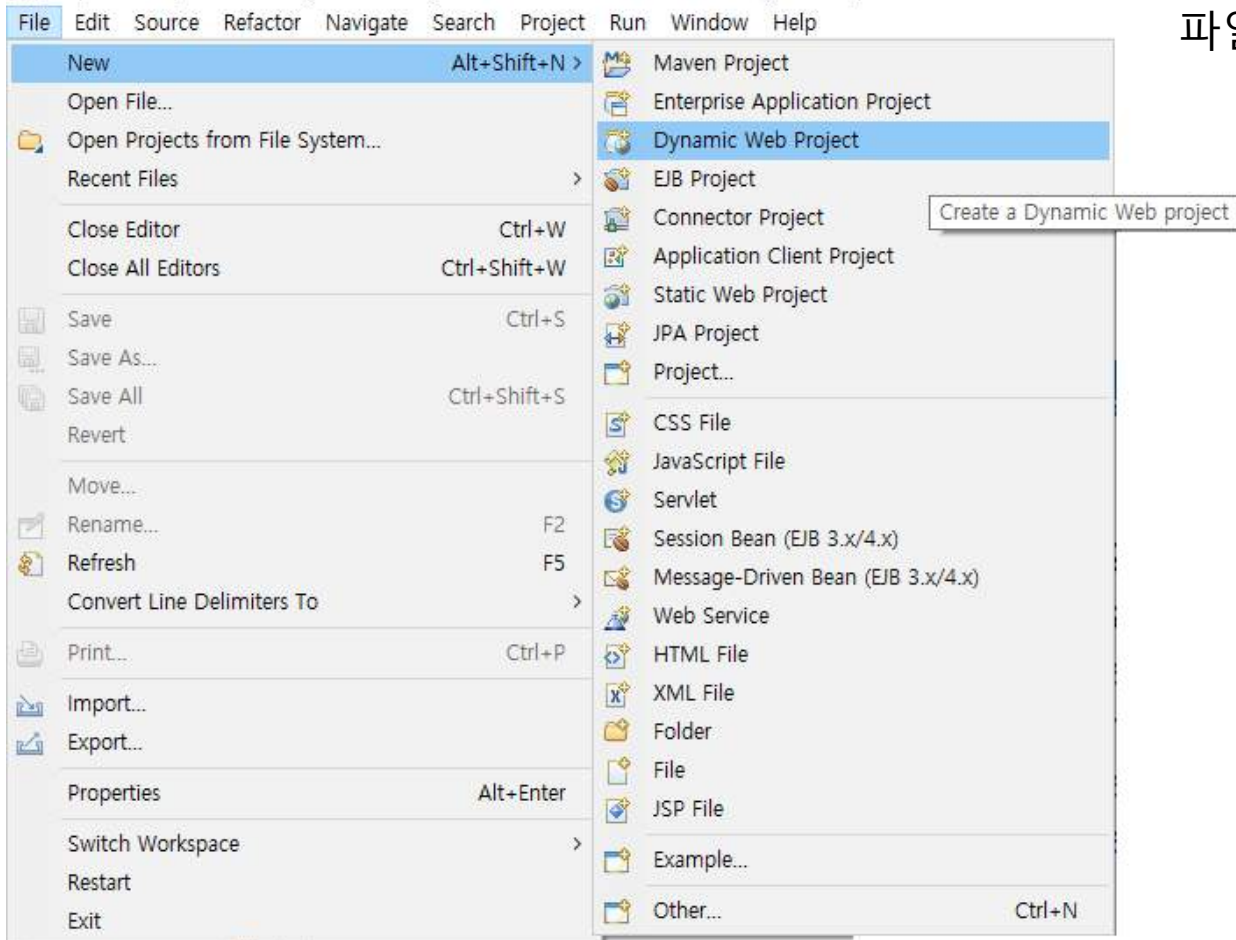 File Edit Source Refactor Navigate Search Project Run Window Help
파일
New Alt+Shift+N >
Open File...
Open Projects from File System...
Recent Files >
Close Editor Ctrl+W
Close All Editors Ctrl+Shift+W
Save Ctrl+S
Save As...
Save All Ctrl+Shift+S
Revert
Move...
Rename... F2
Refresh F5
Convert Line Delimiters To >
Print... Ctrl+P
Import...
Export...
Properties Alt+Enter
Switch Workspace >
Restart
Exit
Maven Project
Enterprise Application Project
Dynamic Web Project
EJB Project
Connector Project
Create a Dynamic Web project
Application Client Project
Static Web Project
JPA Project
Project...
CSS File
JavaScript File
Servlet
Session Bean (EJB 3.x/4.x)
Message-Driven Bean (EJB 3.x/4.x)
Web Service
HTML File
XML File
Folder
File
JSP File
Example...
Other... Ctrl+N